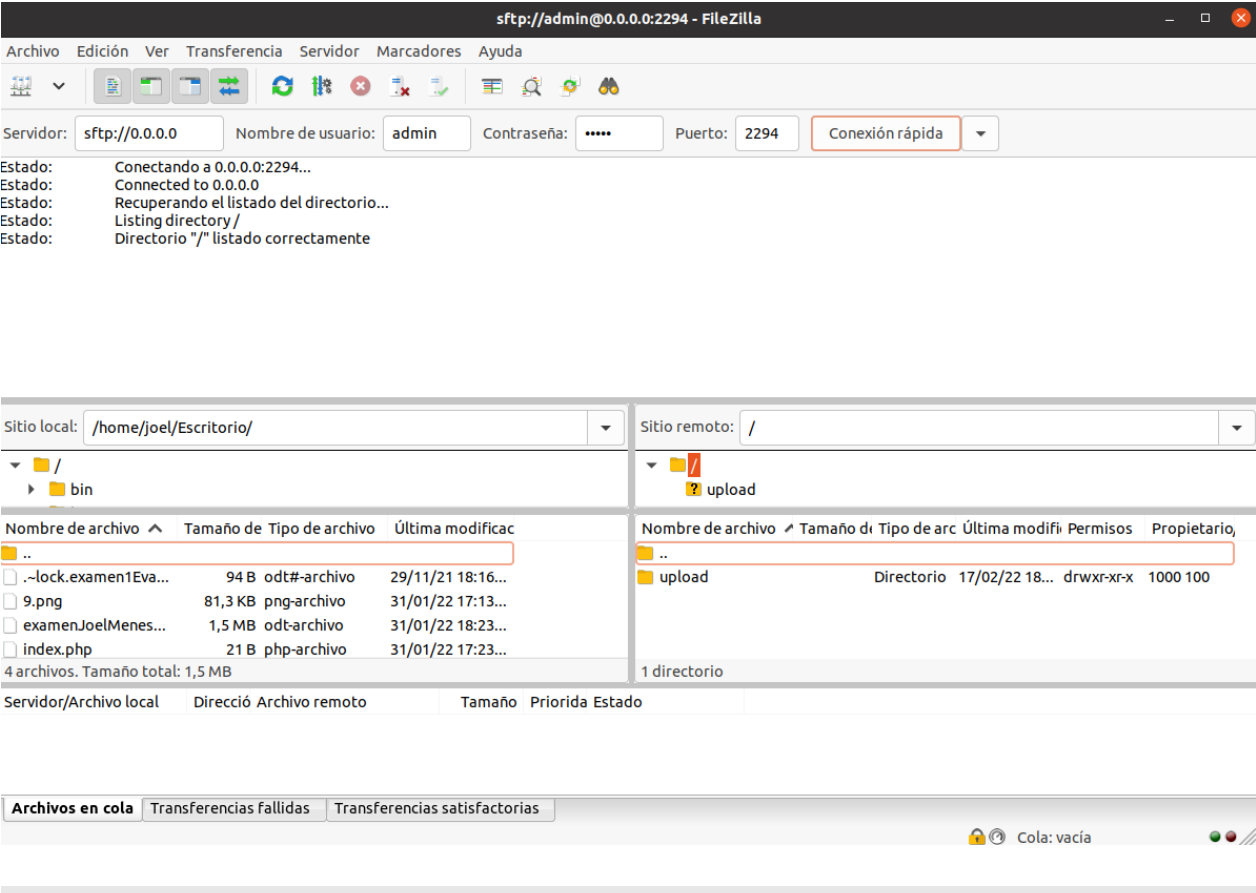 sftp://admin@0.0.0.0:2294 - FileZilla
Archivo Edición Ver Transferencia Servidor Marcadores Ayuda
Servidor: sftp://0.0.0.0 Nombre de usuario: admin Contraseña: ••••• Puerto: 2294 Conexión rápida
Estado: Conectando a 0.0.0.0:2294...
Estado: Connected to 0.0.0.0
Estado: Recuperando el listado del directorio...
Estado: Listing directory /
Estado: Directorio "/" listado correctamente
Sitio local: /home/joel/Escritorio/
/
bin
Nombre de archivo Tamaño de Tipo de archivo Última modificac
..
.~lock.examen1Eva... 94 B odt#-archivo 29/11/21 18:16...
9.png 81,3 KB png-archivo 31/01/22 17:13...
examenJoelMenes... 1,5 MB odt-archivo 31/01/22 18:23...
index.php 21 B php-archivo 31/01/22 17:23...
4 archivos. Tamaño total: 1,5 MB
Sitio remoto: /
/
upload
Nombre de archivo Tamaño de Tipo de arc Última modifi Permisos Propietario/
..
upload Directorio 17/02/22 18... drwxr-xr-x 1000 100
1 directorio
Servidor/Archivo local Direcció Archivo remoto Tamaño Priorida Estado
Archivos en cola Transferencias fallidas Transferencias satisfactorias
Cola: vacía